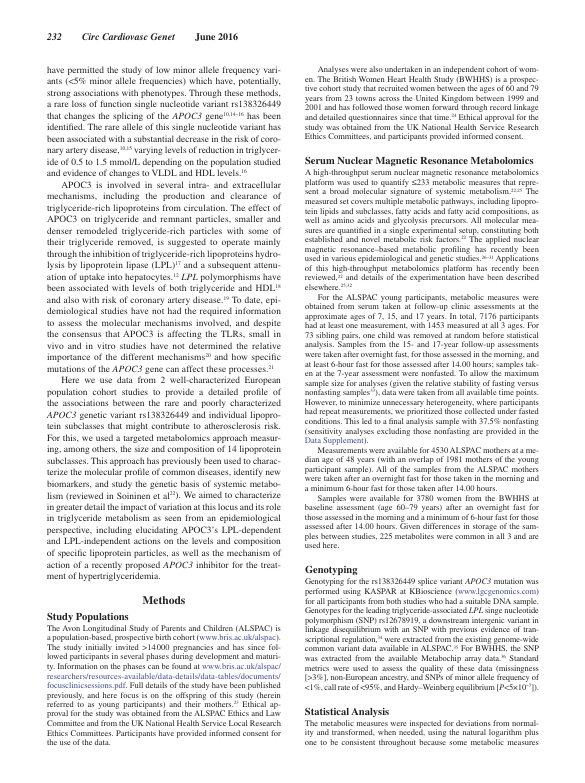 232 Circ Cardiovasc Genet June 2016
have permitted the study of low minor allele frequency vari-
ants (<5% minor allele frequencies) which have, potentially,
strong associations with phenotypes. Through these methods,
a rare loss of function single nucleotide variant rs138326449
that changes the splicing of the APOC3 gene10,14–16 has been
identified. The rare allele of this single nucleotide variant has
been associated with a substantial decrease in the risk of coro-
nary artery disease,10,15 varying levels of reduction in triglycer-
ide of 0.5 to 1.5 mmol/L depending on the population studied
and evidence of changes to VLDL and HDL levels.16
APOC3 is involved in several intra- and extracellular
mechanisms, including the production and clearance of
triglyceride-rich lipoproteins from circulation. The effect of
APOC3 on triglyceride and remnant particles, smaller and
denser remodeled triglyceride-rich particles with some of
their triglyceride removed, is suggested to operate mainly
through the inhibition of triglyceride-rich lipoproteins hydro-
lysis by lipoprotein lipase (LPL)17 and a subsequent attenu-
ation of uptake into hepatocytes.12 LPL polymorphisms have
been associated with levels of both triglyceride and HDL18
and also with risk of coronary artery disease.19 To date, epi-
demiological studies have not had the required information
to assess the molecular mechanisms involved, and despite
the consensus that APOC3 is affecting the TLRs, small in
vivo and in vitro studies have not determined the relative
importance of the different mechanisms20 and how specific
mutations of the APOC3 gene can affect these processes.21
Here we use data from 2 well-characterized European
population cohort studies to provide a detailed profile of
the associations between the rare and poorly characterized
APOC3 genetic variant rs138326449 and individual lipopro-
tein subclasses that might contribute to atherosclerosis risk.
For this, we used a targeted metabolomics approach measur-
ing, among others, the size and composition of 14 lipoprotein
subclasses. This approach has previously been used to charac-
terize the molecular profile of common diseases, identify new
biomarkers, and study the genetic basis of systemic metabo-
lism (reviewed in Soininen et al22). We aimed to characterize
in greater detail the impact of variation at this locus and its role
in triglyceride metabolism as seen from an epidemiological
perspective, including elucidating APOC3's LPL-dependent
and LPL-independent actions on the levels and composition
of specific lipoprotein particles, as well as the mechanism of
action of a recently proposed APOC3 inhibitor for the treat-
ment of hypertriglyceridemia.
Methods
Study Populations
The Avon Longitudinal Study of Parents and Children (ALSPAC) is
a population-based, prospective birth cohort (www.bris.ac.uk/alspac).
The study initially invited >14000 pregnancies and has since fol-
lowed participants in several phases during development and maturi-
ty. Information on the phases can be found at www.bris.ac.uk/alspac/
researchers/resources-available/data-details/data-tables/documents/
focusclinicsessions.pdf. Full details of the study have been published
previously, and here focus is on the offspring of this study (herein
referred to as young participants) and their mothers.23 Ethical ap-
proval for the study was obtained from the ALSPAC Ethics and Law
Committee and from the UK National Health Service Local Research
Ethics Committees. Participants have provided informed consent for
the use of the data.
Analyses were also undertaken in an independent cohort of wom-
en. The British Women Heart Health Study (BWHHS) is a prospec-
tive cohort study that recruited women between the ages of 60 and 79
years from 23 towns across the United Kingdom between 1999 and
2001 and has followed those women forward through record linkage
and detailed questionnaires since that time.24 Ethical approval for the
study was obtained from the UK National Health Service Research
Ethics Committees, and participants provided informed consent.
Serum Nuclear Magnetic Resonance Metabolomics
A high-throughput serum nuclear magnetic resonance metabolomics
platform was used to quantify ≤233 metabolic measures that repre-
sent a broad molecular signature of systemic metabolism.22,25 The
measured set covers multiple metabolic pathways, including lipopro-
tein lipids and subclasses, fatty acids and fatty acid compositions, as
well as amino acids and glycolysis precursors. All molecular mea-
sures are quantified in a single experimental setup, constituting both
established and novel metabolic risk factors.22 The applied nuclear
magnetic resonance–based metabolic profiling has recently been
used in various epidemiological and genetic studies.26–31 Applications
of this high-throughput metabolomics platform has recently been
reviewed,22 and details of the experimentation have been described
elsewhere.25,32
For the ALSPAC young participants, metabolic measures were
obtained from serum taken at follow-up clinic assessments at the
approximate ages of 7, 15, and 17 years. In total, 7176 participants
had at least one measurement, with 1453 measured at all 3 ages. For
73 sibling pairs, one child was removed at random before statistical
analysis. Samples from the 15- and 17-year follow-up assessments
were taken after overnight fast, for those assessed in the morning, and
at least 6-hour fast for those assessed after 14.00 hours; samples tak-
en at the 7-year assessment were nonfasted. To allow the maximum
sample size for analyses (given the relative stability of fasting versus
nonfasting samples33), data were taken from all available time points.
However, to minimize unnecessary heterogeneity, where participants
had repeat measurements, we prioritized those collected under fasted
conditions. This led to a final analysis sample with 37.5% nonfasting
(sensitivity analyses excluding those nonfasting are provided in the
Data Supplement).
Measurements were available for 4530 ALSPAC mothers at a me-
dian age of 48 years (with an overlap of 1981 mothers of the young
participant sample). All of the samples from the ALSPAC mothers
were taken after an overnight fast for those taken in the morning and
a minimum 6-hour fast for those taken after 14.00 hours.
Samples were available for 3780 women from the BWHHS at
baseline assessment (age 60–79 years) after an overnight fast for
those assessed in the morning and a minimum of 6-hour fast for those
assessed after 14.00 hours. Given differences in storage of the sam-
ples between studies, 225 metabolites were common in all 3 and are
used here.
Genotyping
Genotyping for the rs138326449 splice variant APOC3 mutation was
performed using KASPAR at KBioscience (www.lgcgenomics.com)
for all participants from both studies who had a suitable DNA sample.
Genotypes for the leading triglyceride-associated LPL singe nucleotide
polymorphism (SNP) rs12678919, a downstream intergenic variant in
linkage disequilibrium with an SNP with previous evidence of tran-
scriptional regulation,34 were extracted from the existing genome-wide
common variant data available in ALSPAC.35 For BWHHS, the SNP
was extracted from the available Metabochip array data.36 Standard
metrics were used to assess the quality of these data (missingness
[>3%], non-European ancestry, and SNPs of minor allele frequency of
<1%, call rate of <95%, and Hardy–Weinberg equilibrium [P<5×10−7]).
Statistical Analysis
The metabolic measures were inspected for deviations from normal-
ity and transformed, when needed, using the natural logarithm plus
one to be consistent throughout because some metabolic measures